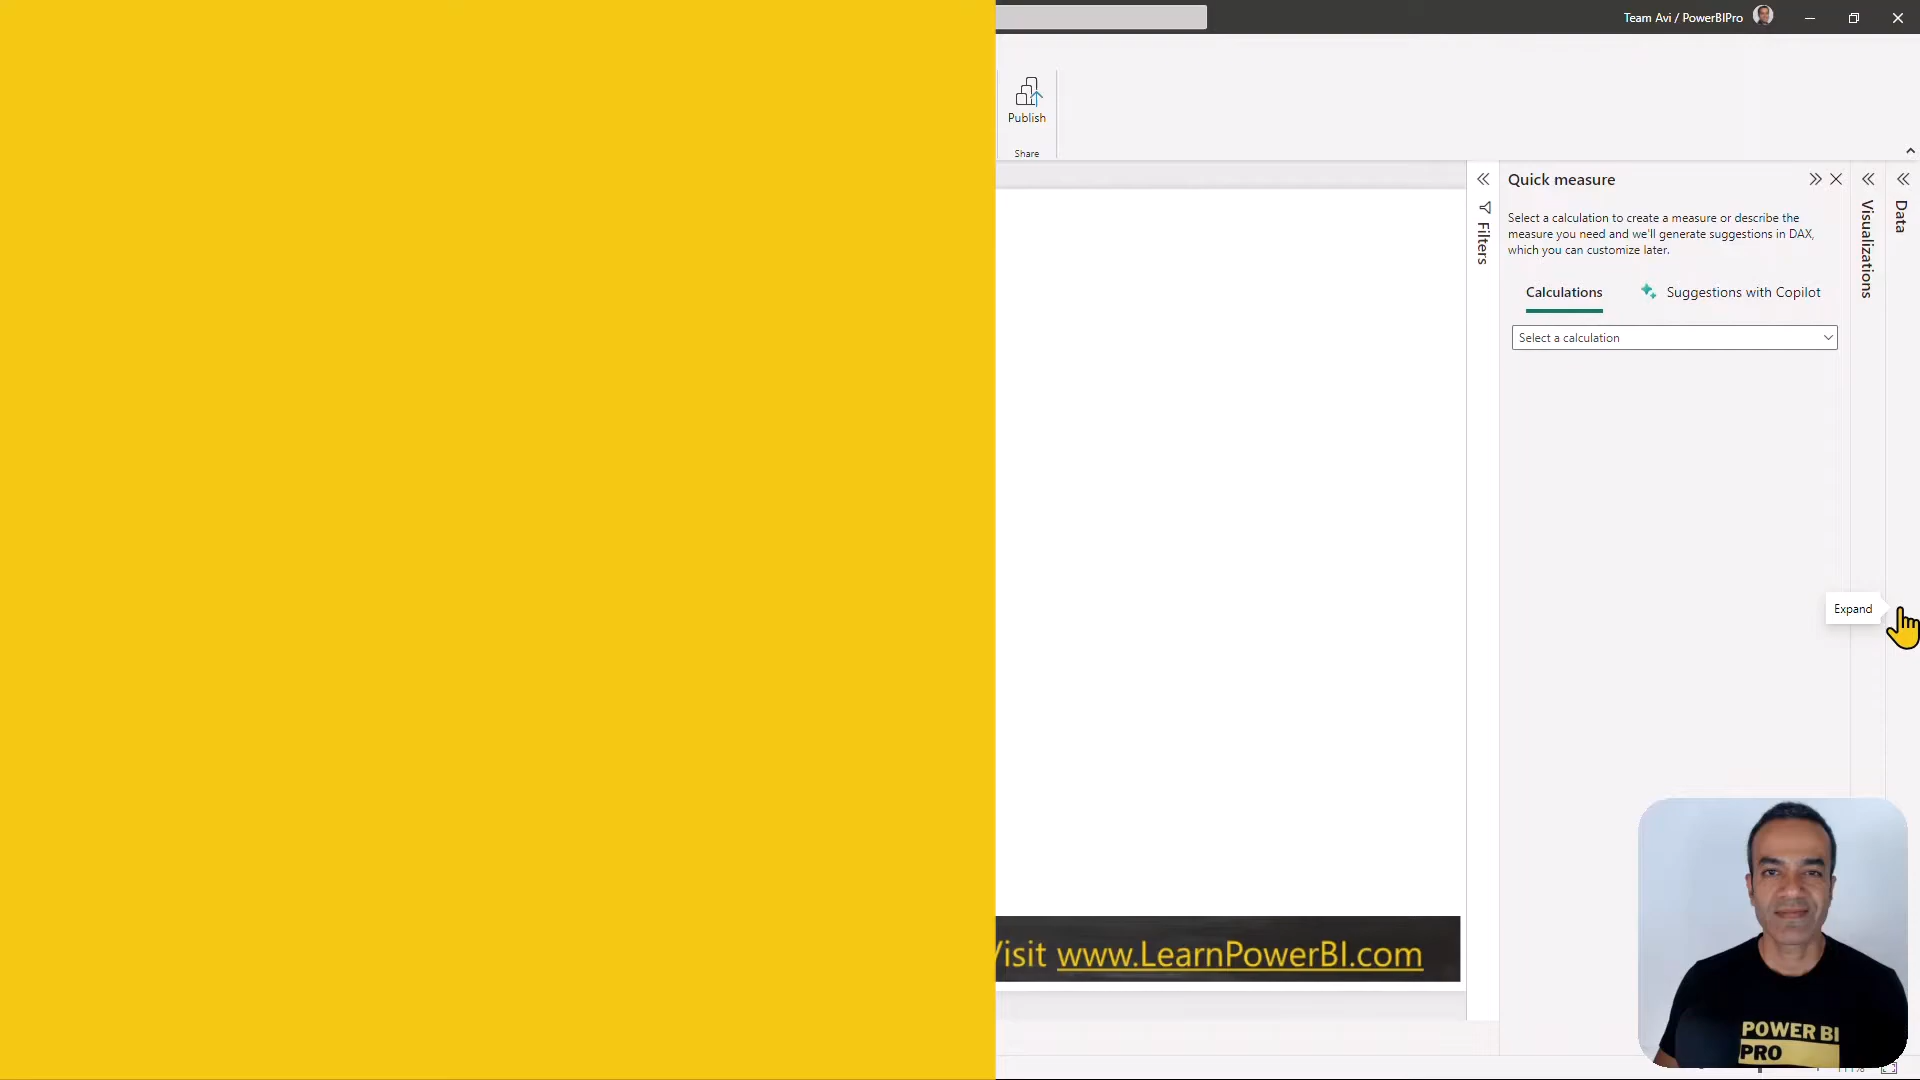 Team Avi / PowerBIPro
Publish
Share
Filters
Quick measure
Select a calculation to create a measure or describe the
measure you need and we'll generate suggestions in DAX,
which you can customize later.
Calculations
Suggestions with Copilot
Select a calculation
Visualizations
Data
Expand
Visit www.LearnPowerBI.com
POWER BI
PRO